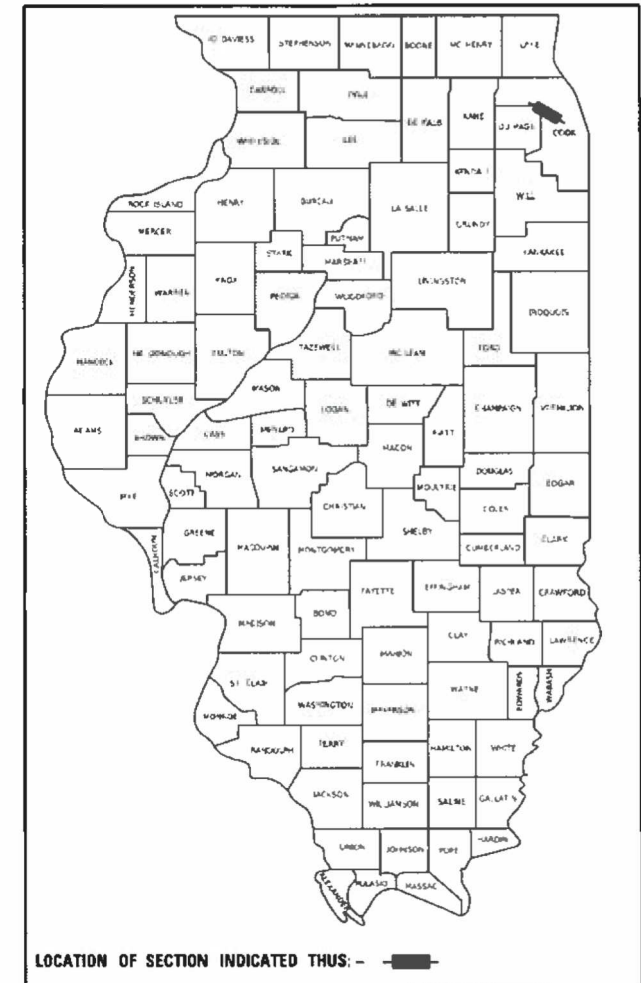 JO DAVIESS STEPHENSON WINNEBAGO BOONE MC HENRY LAKE
CARROLL OGLE DE KALB KANE DU PAGE COOK
WHITESIDE LEE KENDALL WILL
ROCK ISLAND HENRY BUREAU LA SALLE GRUNDY
MERCER STARK PUTNAM KANKAKEE
MARSHALL LIVINGSTON
HENDERSON WARREN KNOX PEORIA WOODFORD IROQUOIS
HANCOCK MC DONOUGH FULTON TAZEWELL MC LEAN FORD
SCHUYLER MASON LOGAN DE WITT CHAMPAIGN VERMILION
ADAMS BROWN CASS MENARD MACON PIATT
PIKE SCOTT MORGAN SANGAMON MOULTRIE DOUGLAS EDGAR
CHRISTIAN COLES
CALHOUN GREENE MACOUPIN MONTGOMERY SHELBY CUMBERLAND CLARK
JERSEY FAYETTE EFFINGHAM JASPER CRAWFORD
MADISON BOND CLAY RICHLAND LAWRENCE
CLINTON MARION
ST. CLAIR WAYNE EDWARDS WABASH
MONROE WASHINGTON JEFFERSON
RANDOLPH PERRY HAMILTON WHITE
FRANKLIN
JACKSON WILLIAMSON SALINE GALLATIN
UNION JOHNSON POPE HARDIN
ALEXANDER PULASKI MASSAC
LOCATION OF SECTION INDICATED THUS: -